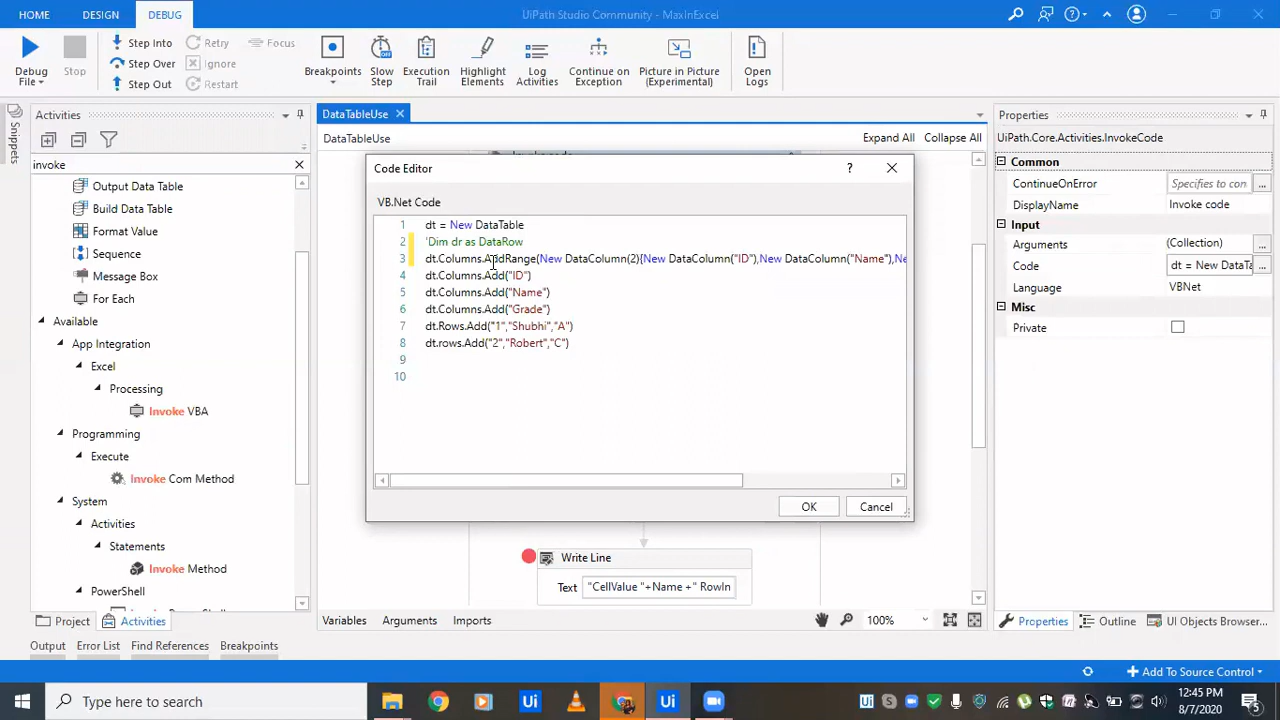 HOME DESIGN DEBUG
UiPath Studio Community - MaxInExcel
Debug File
Stop
Step Into
Step Over
Step Out
Retry
Ignore
Restart
Focus
Breakpoints
Slow Step
Execution Trail
Highlight Elements
Log Activities
Continue on Exception
Picture in Picture (Experimental)
Open Logs
Snippets
Activities
invoke
Output Data Table
Build Data Table
Format Value
Sequence
Message Box
For Each
Available
App Integration
Excel
Processing
Invoke VBA
Programming
Execute
Invoke Com Method
System
Activities
Statements
Invoke Method
PowerShell
Project Activities
DataTableUse
DataTableUse
Expand All Collapse All
Code Editor
?
VB.Net Code
1 dt = New DataTable
2 'Dim dr as DataRow
3 dt.Columns.AddRange(New DataColumn(2){New DataColumn("ID"),New DataColumn("Name"),Ne
4 dt.Columns.Add("ID")
5 dt.Columns.Add("Name")
6 dt.Columns.Add("Grade")
7 dt.Rows.Add("1","Shubhi","A")
8 dt.rows.Add("2","Robert","C")
9
10
OK Cancel
Write Line
Text "CellValue "+Name +" RowIn
Variables Arguments Imports
100%
Properties
UiPath.Core.Activities.InvokeCode
Common
ContinueOnError Specifies to con ...
DisplayName Invoke code
Input
Arguments (Collection) ...
Code dt = New DataTa ...
Language VBNet
Misc
Private
Properties Outline UI Objects Browser...
Output Error List Find References Breakpoints
Add To Source Control
Type here to search
12:45 PM
8/7/2020
5